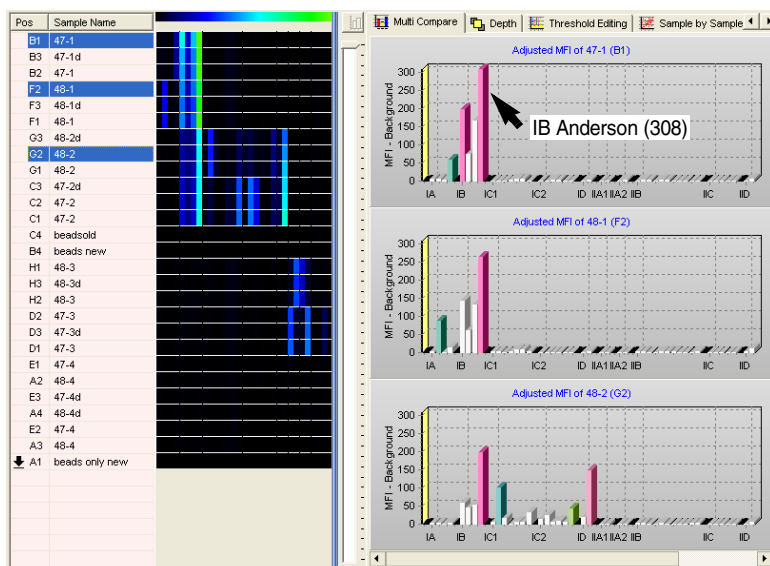 Pos Sample Name
B1 47-1
B3 47-1d
B2 47-1
F2 48-1
F3 48-1d
F1 48-1
G3 48-2d
G2 48-2
G1 48-2
C3 47-2d
C2 47-2
C1 47-2
C4 beadsold
B4 beads new
H1 48-3
H3 48-3d
H2 48-3
D2 47-3
D3 47-3d
D1 47-3
E1 47-4
A2 48-4
E3 47-4d
A4 48-4d
E2 47-4
A3 48-4
A1 beads only new
Multi Compare Depth Threshold Editing Sample by Sample
Adjusted MFI of 47-1 (B1)
MFI - Background
300
250
200
150
100
50
0
IB Anderson (308)
IA IB IC1 IC2 ID IIA1 IIA2 IIB IIC IID
Adjusted MFI of 48-1 (F2)
MFI - Background
300
250
200
150
100
50
0
IA IB IC1 IC2 ID IIA1 IIA2 IIB IIC IID
Adjusted MFI of 48-2 (G2)
MFI - Background
300
250
200
150
100
50
0
IA IB IC1 IC2 ID IIA1 IIA2 IIB IIC IID